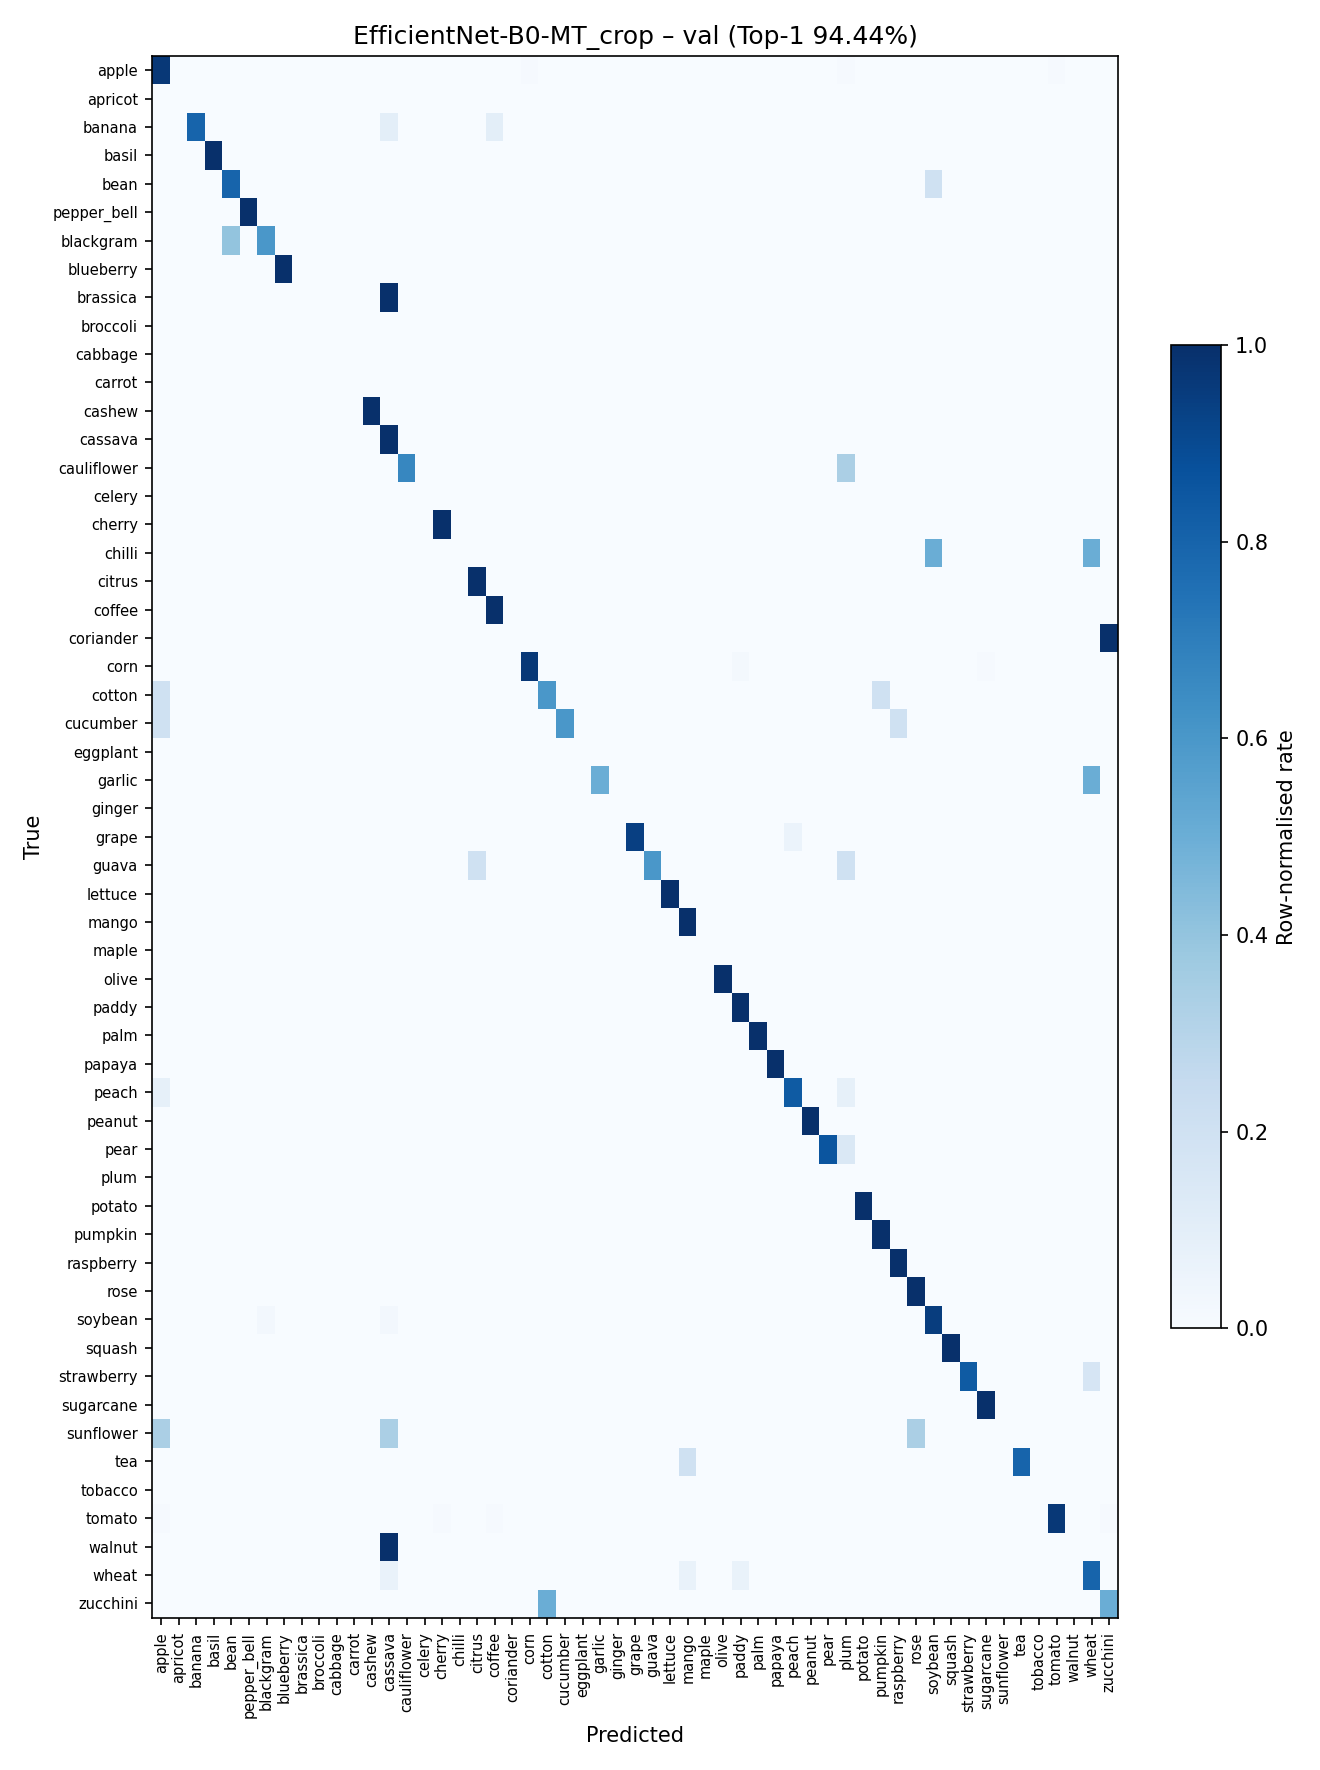 EfficientNet-B0-MT_crop – val (Top-1 94.44%)
apple
apricot
banana
basil
bean
pepper_bell
blackgram
blueberry
brassica
broccoli
cabbage
carrot
cashew
cassava
cauliflower
celery
cherry
chilli
citrus
coffee
coriander
corn
cotton
cucumber
eggplant
garlic
ginger
grape
guava
lettuce
mango
maple
olive
paddy
palm
papaya
peach
peanut
pear
plum
potato
pumpkin
raspberry
rose
soybean
squash
strawberry
sugarcane
sunflower
tea
tobacco
tomato
walnut
wheat
zucchini
True
apple
apricot
banana
basil
bean
pepper_bell
blackgram
blueberry
brassica
broccoli
cabbage
carrot
cashew
cassava
cauliflower
celery
cherry
chilli
citrus
coffee
coriander
corn
cotton
cucumber
eggplant
garlic
ginger
grape
guava
lettuce
mango
maple
olive
paddy
palm
papaya
peach
peanut
pear
plum
potato
pumpkin
raspberry
rose
soybean
squash
strawberry
sugarcane
sunflower
tea
tobacco
tomato
walnut
wheat
zucchini
Predicted
1.0
0.8
0.6
0.4
0.2
0.0
Row-normalised rate